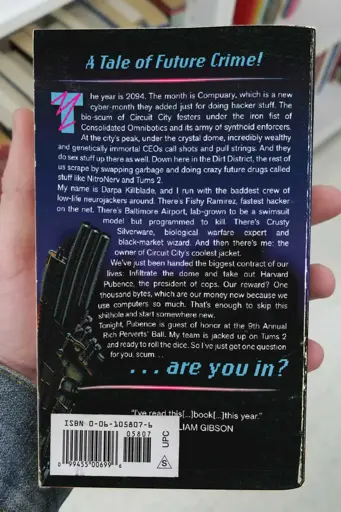 A Tale of Future Crime!
The year is 2094. The month is Compuary, which is a new
cyber-month they added just for doing hacker stuff. The
bio-scum of Circuit City festers under the iron fist of
Consolidated Omnibotics and its army of synthoid enforcers.
At the city's peak, under the crystal dome, incredibly wealthy
and genetically immortal CEOs call shots and pull strings. And they
do sex stuff up there as well. Down here in the Dirt District, the rest of
us scrape by swapping garbage and doing crazy future drugs called
stuff like NitroNerv and Tums 2.
My name is Darpa Killblade, and I run with the baddest crew of
low-life neurojackers around. There's Fishy Ramirez, fastest hacker
on the net. There's Baltimore Airport, lab-grown to be a swimsuit
model but programmed to kill. There's Crusty
Silverware, biological warfare expert and
black-market wizard. And then there's me: the
owner of Circuit City's coolest jacket.
We've just been handed the biggest contract of our
lives: Infiltrate the dome and take out Harvard
Pubence, the president of cops. Our reward? One
thousand bytes, which are our money now because we
use computers so much. That's enough to skip this
shithole and start somewhere new.
Tonight, Pubence is guest of honor at the 9th Annual
Rich Perverts' Ball. My team is jacked up on Tums 2
and ready to roll the dice. So I've just got one question
for you, scum. . .
. . . are you in?
"I've read this[...]book[...]this year."
LIAM GIBSON
ISBN 0-06-105807-6
05807
0 99455 00699 6
S
UPC